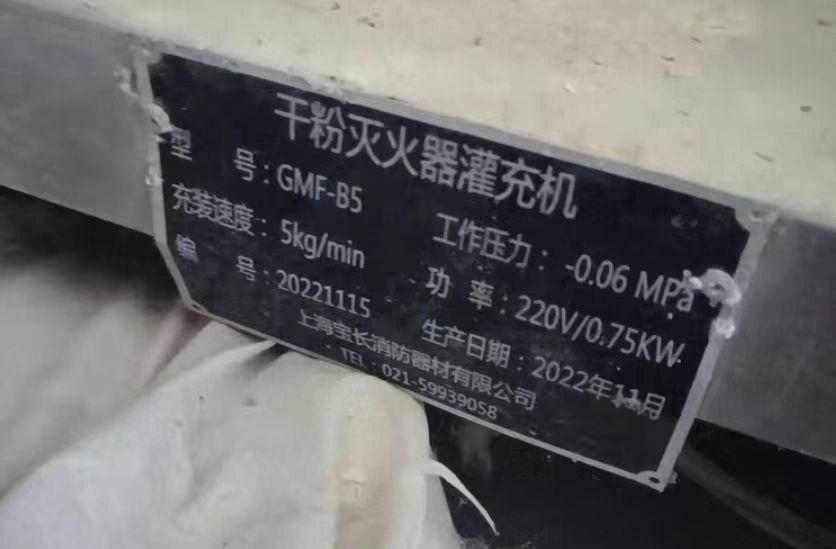 干粉灭火器灌充机
型 号：GMF-B5
工作压力：-0.06 MPa
充装速度：5kg/min
功 率：220V/0.75KW
编 号：20221115
生产日期：2022年11月
上海宝长消防器材有限公司
TEL：021-59939058